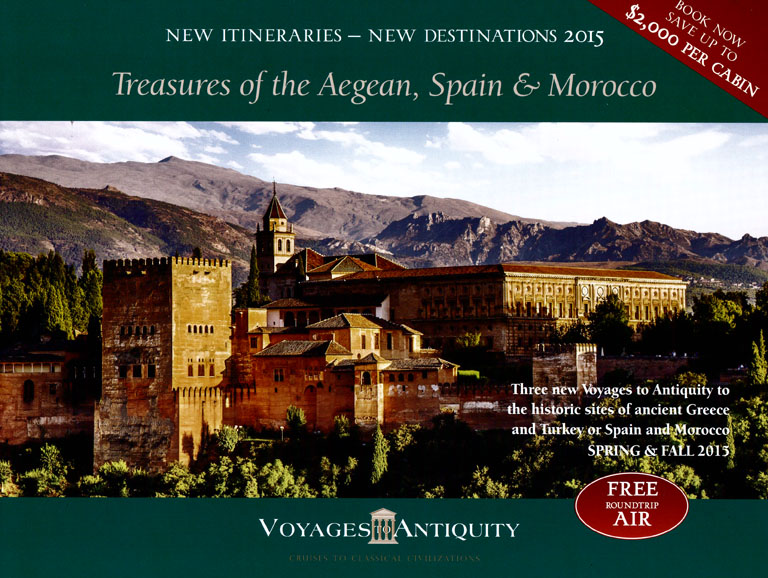 NEW ITINERARIES – NEW DESTINATIONS 2015
BOOK NOW
SAVE UP TO
$2,000 PER CABIN
Treasures of the Aegean, Spain & Morocco
Three new Voyages to Antiquity to
the historic sites of ancient Greece
and Turkey or Spain and Morocco
SPRING & FALL 2015
FREE
ROUNDTRIP
AIR
VOYAGES TO ANTIQUITY
CRUISES TO CLASSICAL CIVILIZATIONS